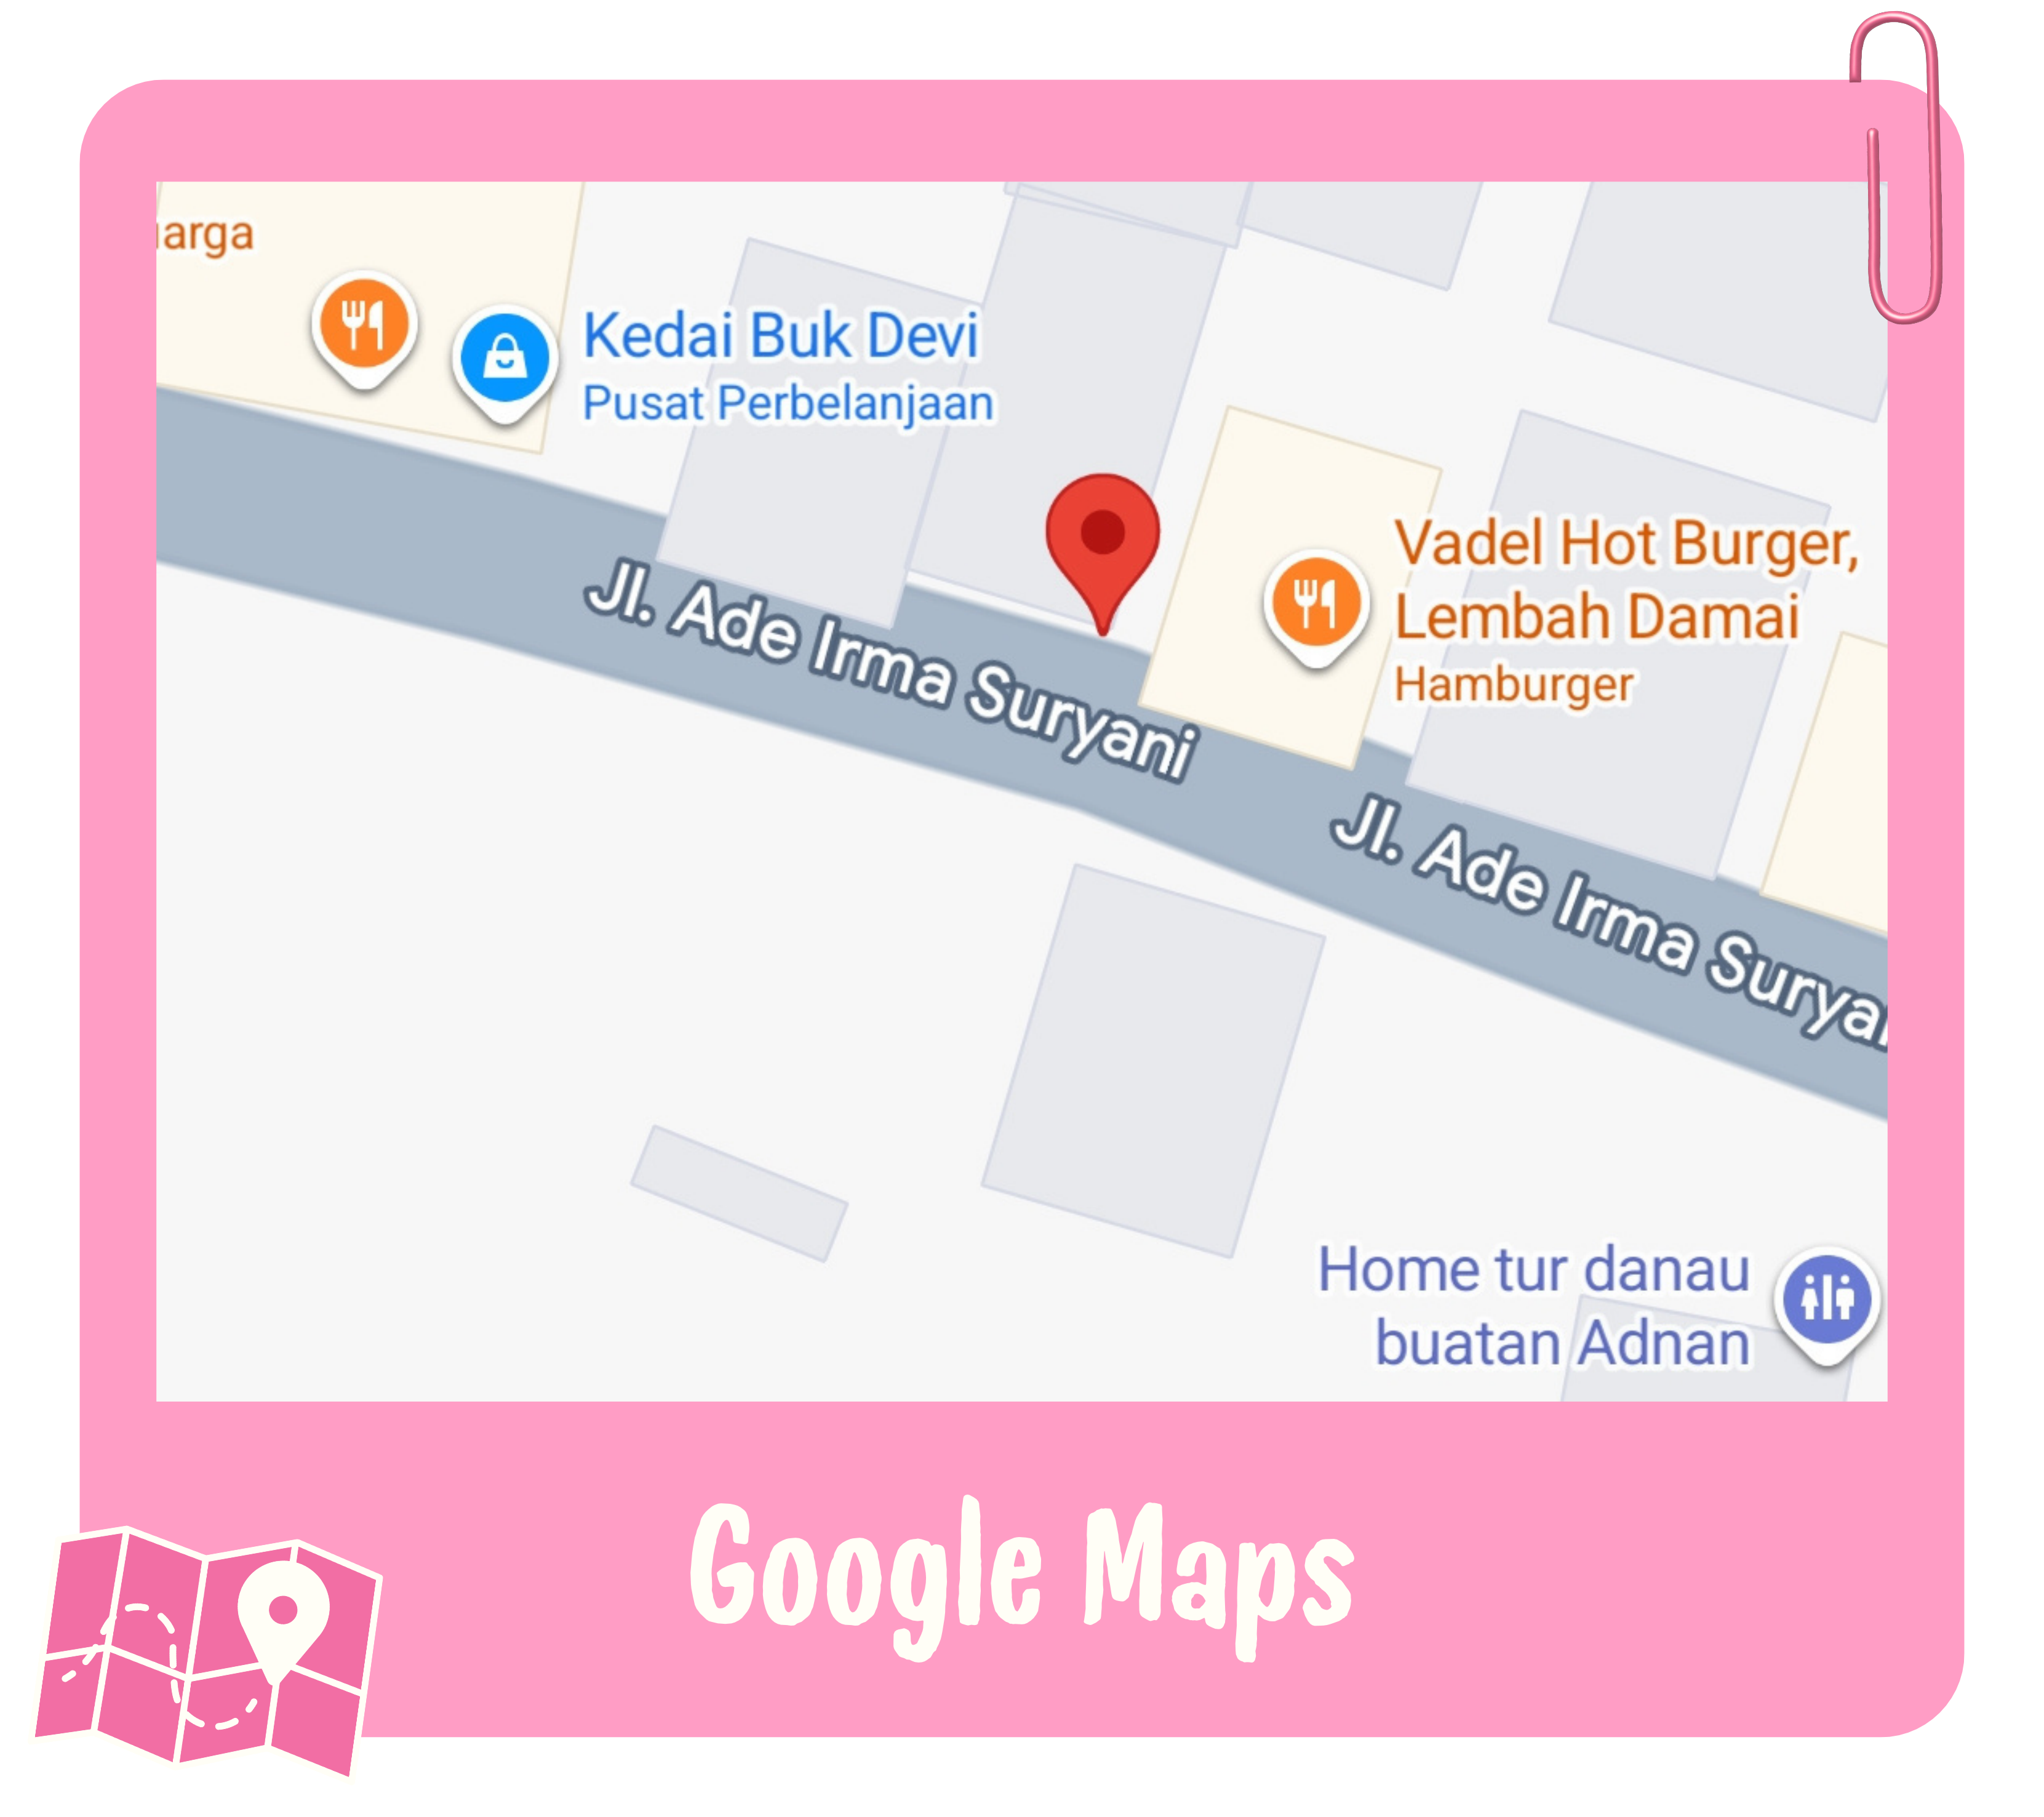 arga
Kedai Buk Devi
Pusat Perbelanjaan
Vadel Hot Burger,
Lembah Damai
Hamburger
Jl. Ade Irma Suryani
Jl. Ade Irma Surya
Home tur danau
buatan Adnan
Google Maps